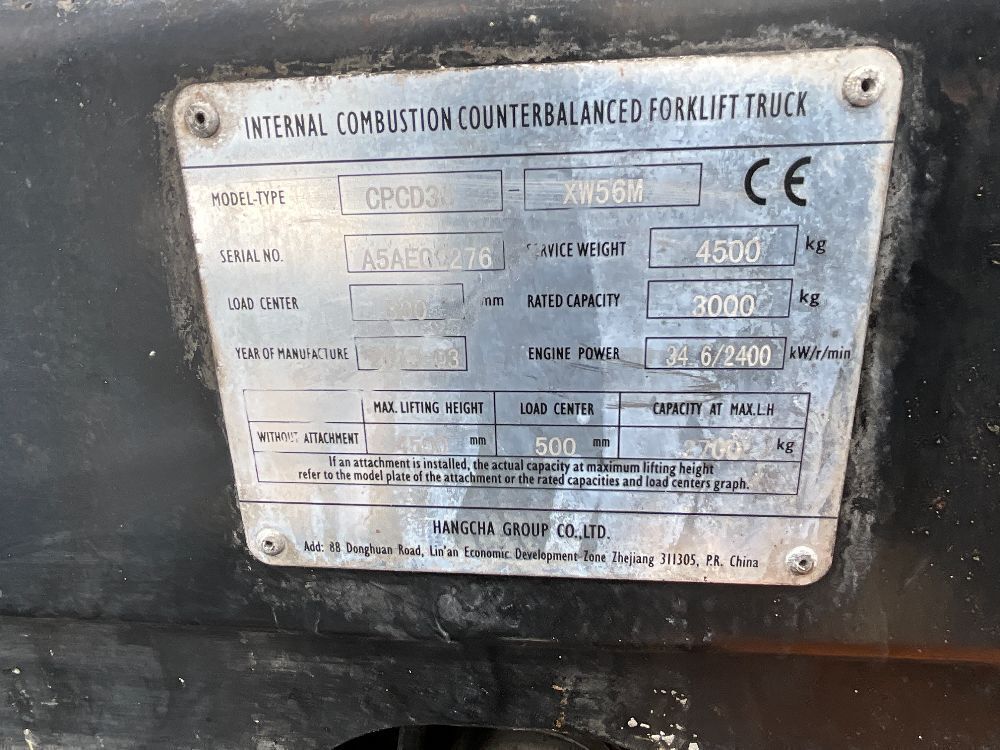 INTERNAL COMBUSTION COUNTERBALANCED FORKLIFT TRUCK
MODEL-TYPE - XW56M CE
SERIAL NO. SERVICE WEIGHT 4500 kg
LOAD CENTER mm RATED CAPACITY 3000 kg
YEAR OF MANUFACTURE ENGINE POWER 34.6/2400 kW/r/min
MAX. LIFTING HEIGHT LOAD CENTER CAPACITY AT MAX.L.H
WITHOUT ATTACHMENT mm 500 mm 2700 kg
If an attachment is installed, the actual capacity at maximum lifting height
refer to the model plate of the attachment or the rated capacities and load centers graph.
HANGCHA GROUP CO.,LTD.
Add: 88 Donghuan Road, Lin'an Economic Development Zone Zhejiang 311305, P.R. China